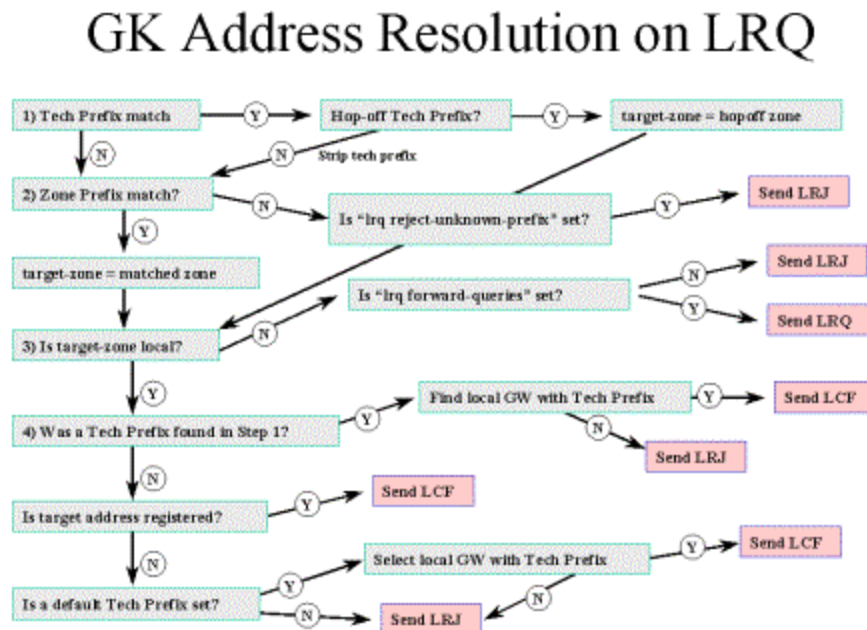 GK Address Resolution on LRQ
1) Tech Prefix match
Y
Hop-off Tech Prefix?
Y
target-zone = hopoff zone
N
N
Strip tech prefix
2) Zone Prefix match?
N
Is “lrq reject-unknown-prefix” set?
Y
Send LRJ
Y
target-zone = matched zone
Is “lrq forward-queries” set?
N
Send LRJ
Y
Send LRQ
3) Is target-zone local?
N
Y
Find local GW with Tech Prefix
Y
Send LCF
4) Was a Tech Prefix found in Step 1?
Y
N
Send LRJ
N
Is target address registered?
Y
Send LCF
N
Select local GW with Tech Prefix
Y
Send LCF
Is a default Tech Prefix set?
Y
N
N
Send LRJ